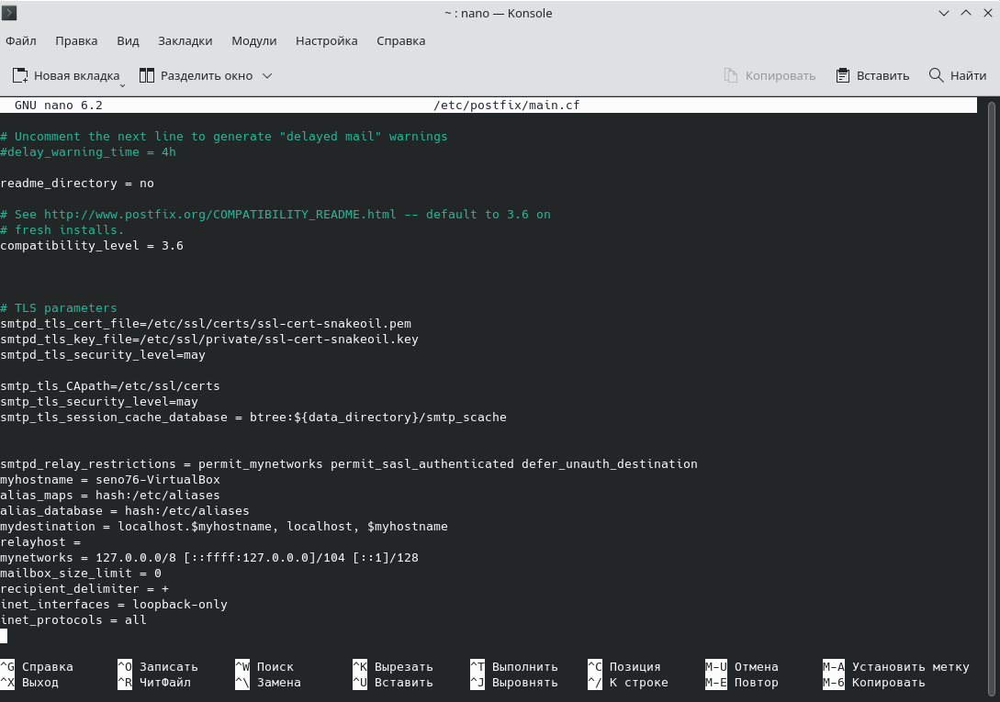 ~ : nano — Konsole
Файл Правка Вид Закладки Модули Настройка Справка
Новая вкладка Разделить окно Копировать Вставить Найти
GNU nano 6.2 /etc/postfix/main.cf
# Uncomment the next line to generate "delayed mail" warnings
#delay_warning_time = 4h
readme_directory = no
# See http://www.postfix.org/COMPATIBILITY_README.html -- default to 3.6 on
# fresh installs.
compatibility_level = 3.6
# TLS parameters
smtpd_tls_cert_file=/etc/ssl/certs/ssl-cert-snakeoil.pem
smtpd_tls_key_file=/etc/ssl/private/ssl-cert-snakeoil.key
smtpd_tls_security_level=may
smtp_tls_CApath=/etc/ssl/certs
smtp_tls_security_level=may
smtp_tls_session_cache_database = btree:${data_directory}/smtp_scache
smtpd_relay_restrictions = permit_mynetworks permit_sasl_authenticated defer_unauth_destination
myhostname = seno76-VirtualBox
alias_maps = hash:/etc/aliases
alias_database = hash:/etc/aliases
mydestination = localhost.$myhostname, localhost, $myhostname
relayhost =
mynetworks = 127.0.0.0/8 [::ffff:127.0.0.0]/104 [::1]/128
mailbox_size_limit = 0
recipient_delimiter = +
inet_interfaces = loopback-only
inet_protocols = all
^G Справка ^O Записать ^W Поиск ^K Вырезать ^T Выполнить ^C Позиция M-U Отмена M-A Установить метку
^X Выход ^R ЧитФайл ^\ Замена ^U Вставить ^J Выровнять ^/ К строке M-E Повтор M-6 Копировать